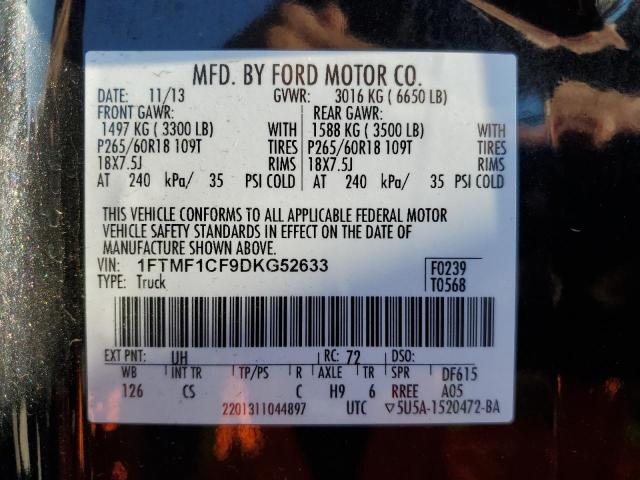 MFD. BY FORD MOTOR CO.
DATE: 11/13 GVWR: 3016 KG ( 6650 LB)
FRONT GAWR: REAR GAWR:
1497 KG ( 3300 LB) WITH 1588 KG ( 3500 LB) WITH
P265/60R18 109T TIRES P265/60R18 109T TIRES
18X7.5J RIMS 18X7.5J RIMS
AT 240 kPa/ 35 PSI COLD AT 240 kPa/ 35 PSI COLD
THIS VEHICLE CONFORMS TO ALL APPLICABLE FEDERAL MOTOR
VEHICLE SAFETY STANDARDS IN EFFECT ON THE DATE OF
MANUFACTURE SHOWN ABOVE.
VIN: 1FTMF1CF9DKG52633 F0239
TYPE: Truck T0568
EXT PNT: UH RC: 72 DSO:
WB INT TR TP/PS R AXLE TR SPR DF615
126 CS C H9 6 RREE A05
2201311044897 UTC ▽5U5A-1520472-BA